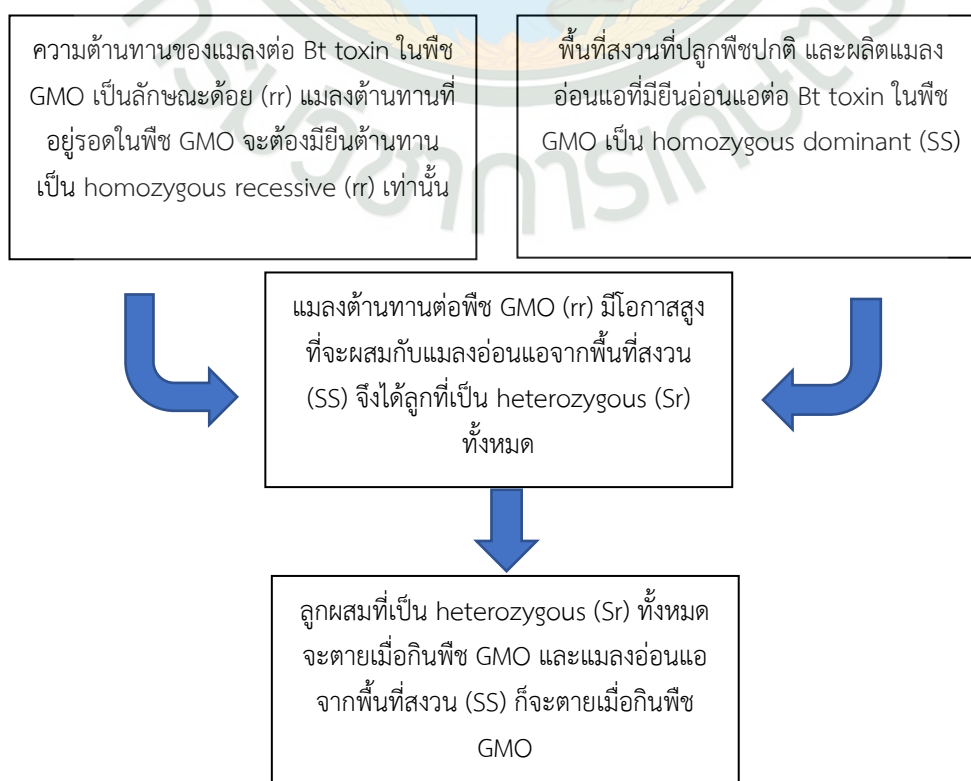 ความต้านทานของแมลงต่อ Bt toxin ในพืช
GMO เป็นลักษณะด้อย (rr) แมลงต้านทานที่
อยู่รอดในพืช GMO จะต้องมียีนต้านทาน
เป็น homozygous recessive (rr) เท่านั้น
พื้นที่สงวนที่ปลูกพืชปกติ และผลิตแมลง
อ่อนแอที่มียีนอ่อนแอต่อ Bt toxin ในพืช
GMO เป็น homozygous dominant (SS)
แมลงต้านทานต่อพืช GMO (rr) มีโอกาสสูง
ที่จะผสมกับแมลงอ่อนแอจากพื้นที่สงวน
(SS) จึงได้ลูกที่เป็น heterozygous (Sr)
ทั้งหมด
ลูกผสมที่เป็น heterozygous (Sr) ทั้งหมด
จะตายเมื่อกินพืช GMO และแมลงอ่อนแอ
จากพื้นที่สงวน (SS) ก็จะตายเมื่อกินพืช
GMO